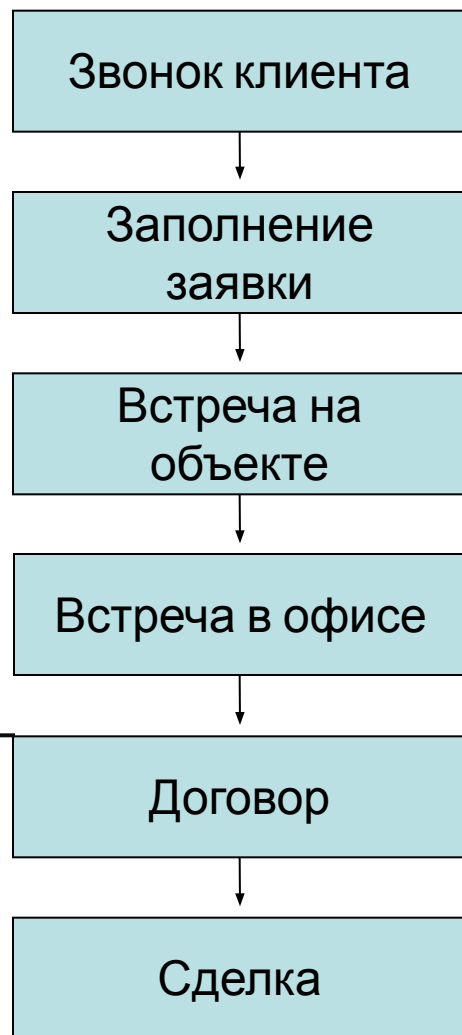 Звонок клиента
Заполнение
заявки
Встреча на
объекте
Встреча в офисе
Договор
Сделка